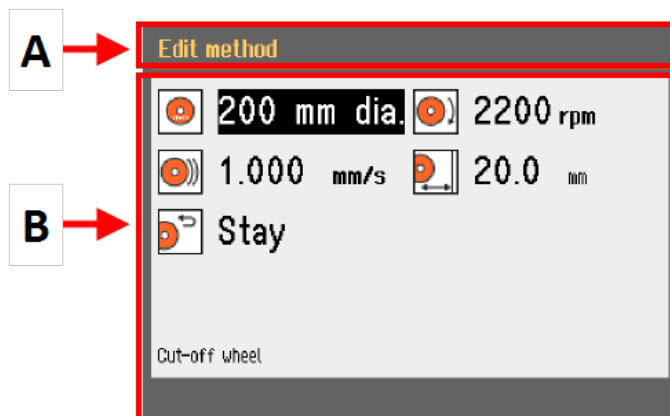 A
Edit method
200 mm dia. 2200 rpm
1.000 mm/s 20.0 mm
B
Stay
Cut-off wheel